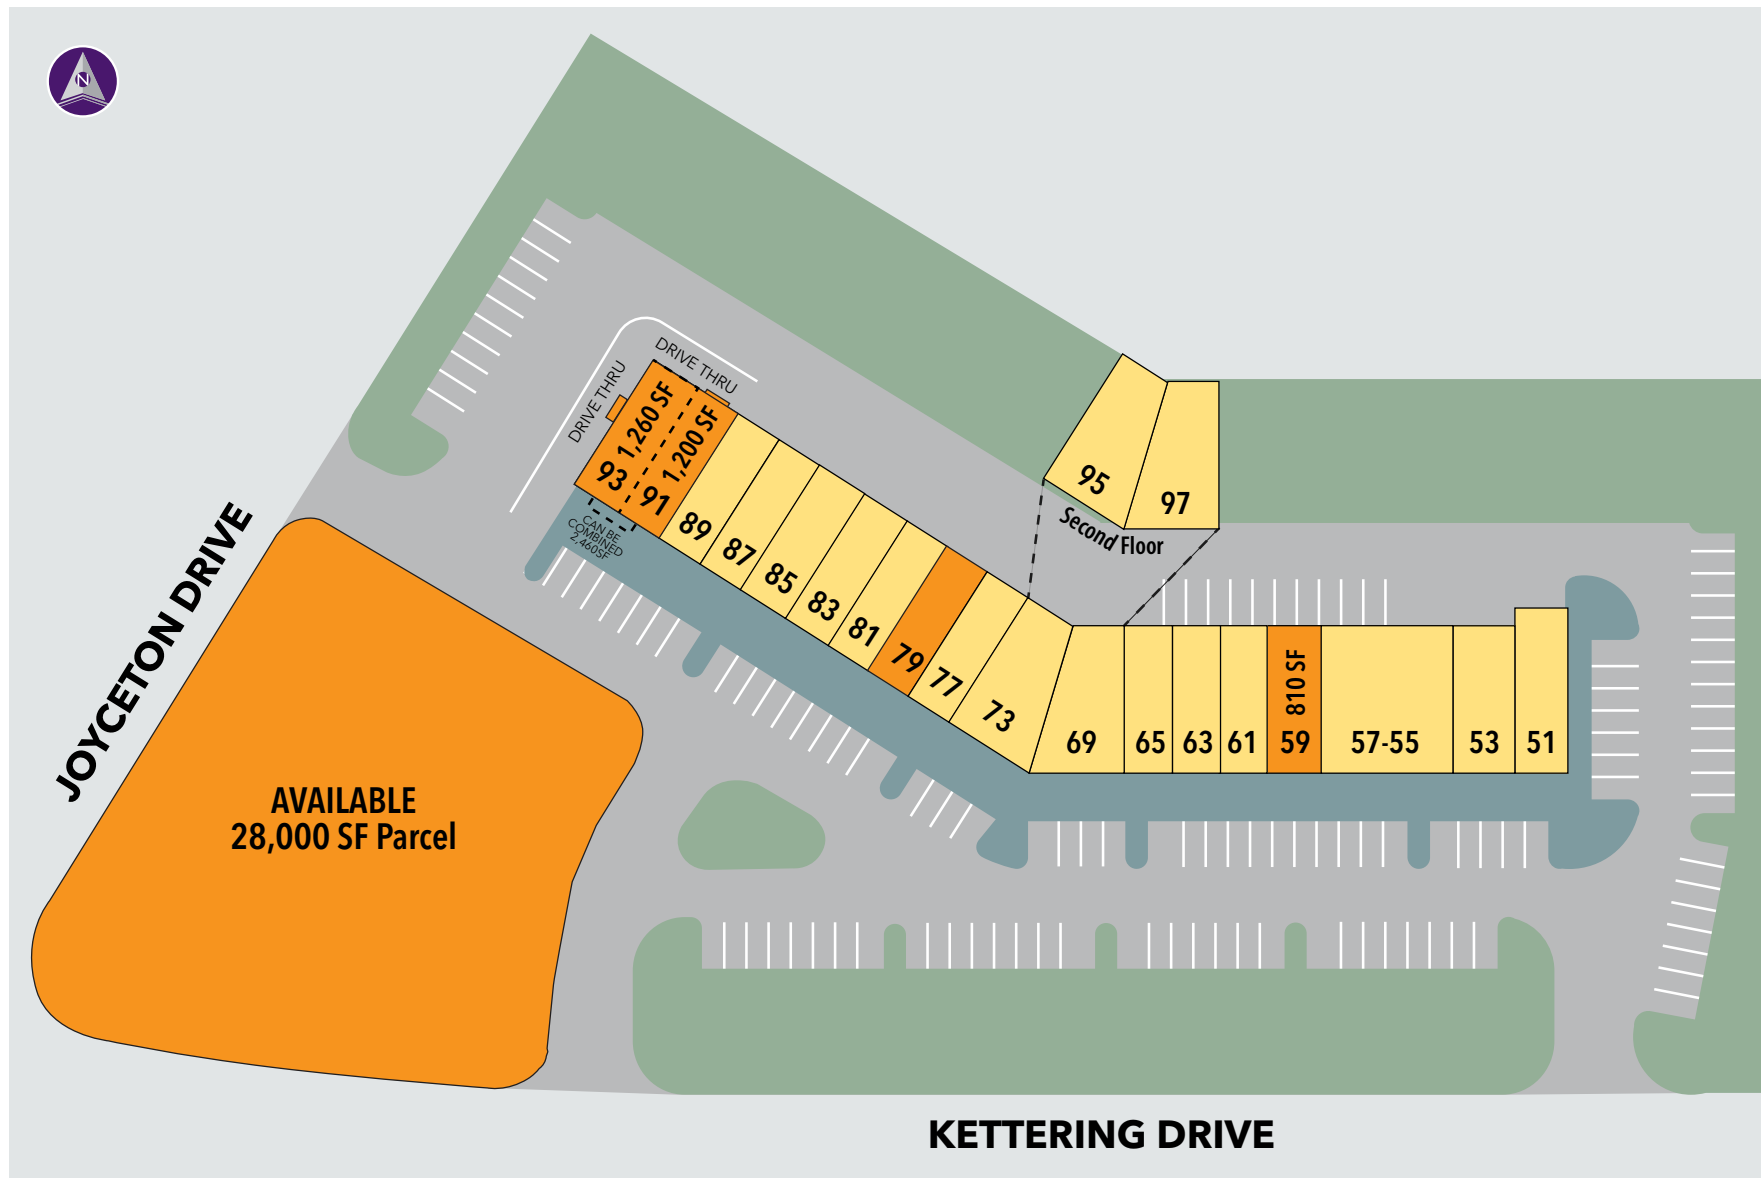 N
DRIVE THRU
DRIVE THRU
93 1,260 SF
91 1,200 SF
CAN BE
COMBINED
2,460SF
89
87
85
83
81
79
77
73
95
97
Second Floor
69
65
63
61
59
810 SF
57-55
53
51
JOYCETON DRIVE
AVAILABLE
28,000 SF Parcel
KETTERING DRIVE